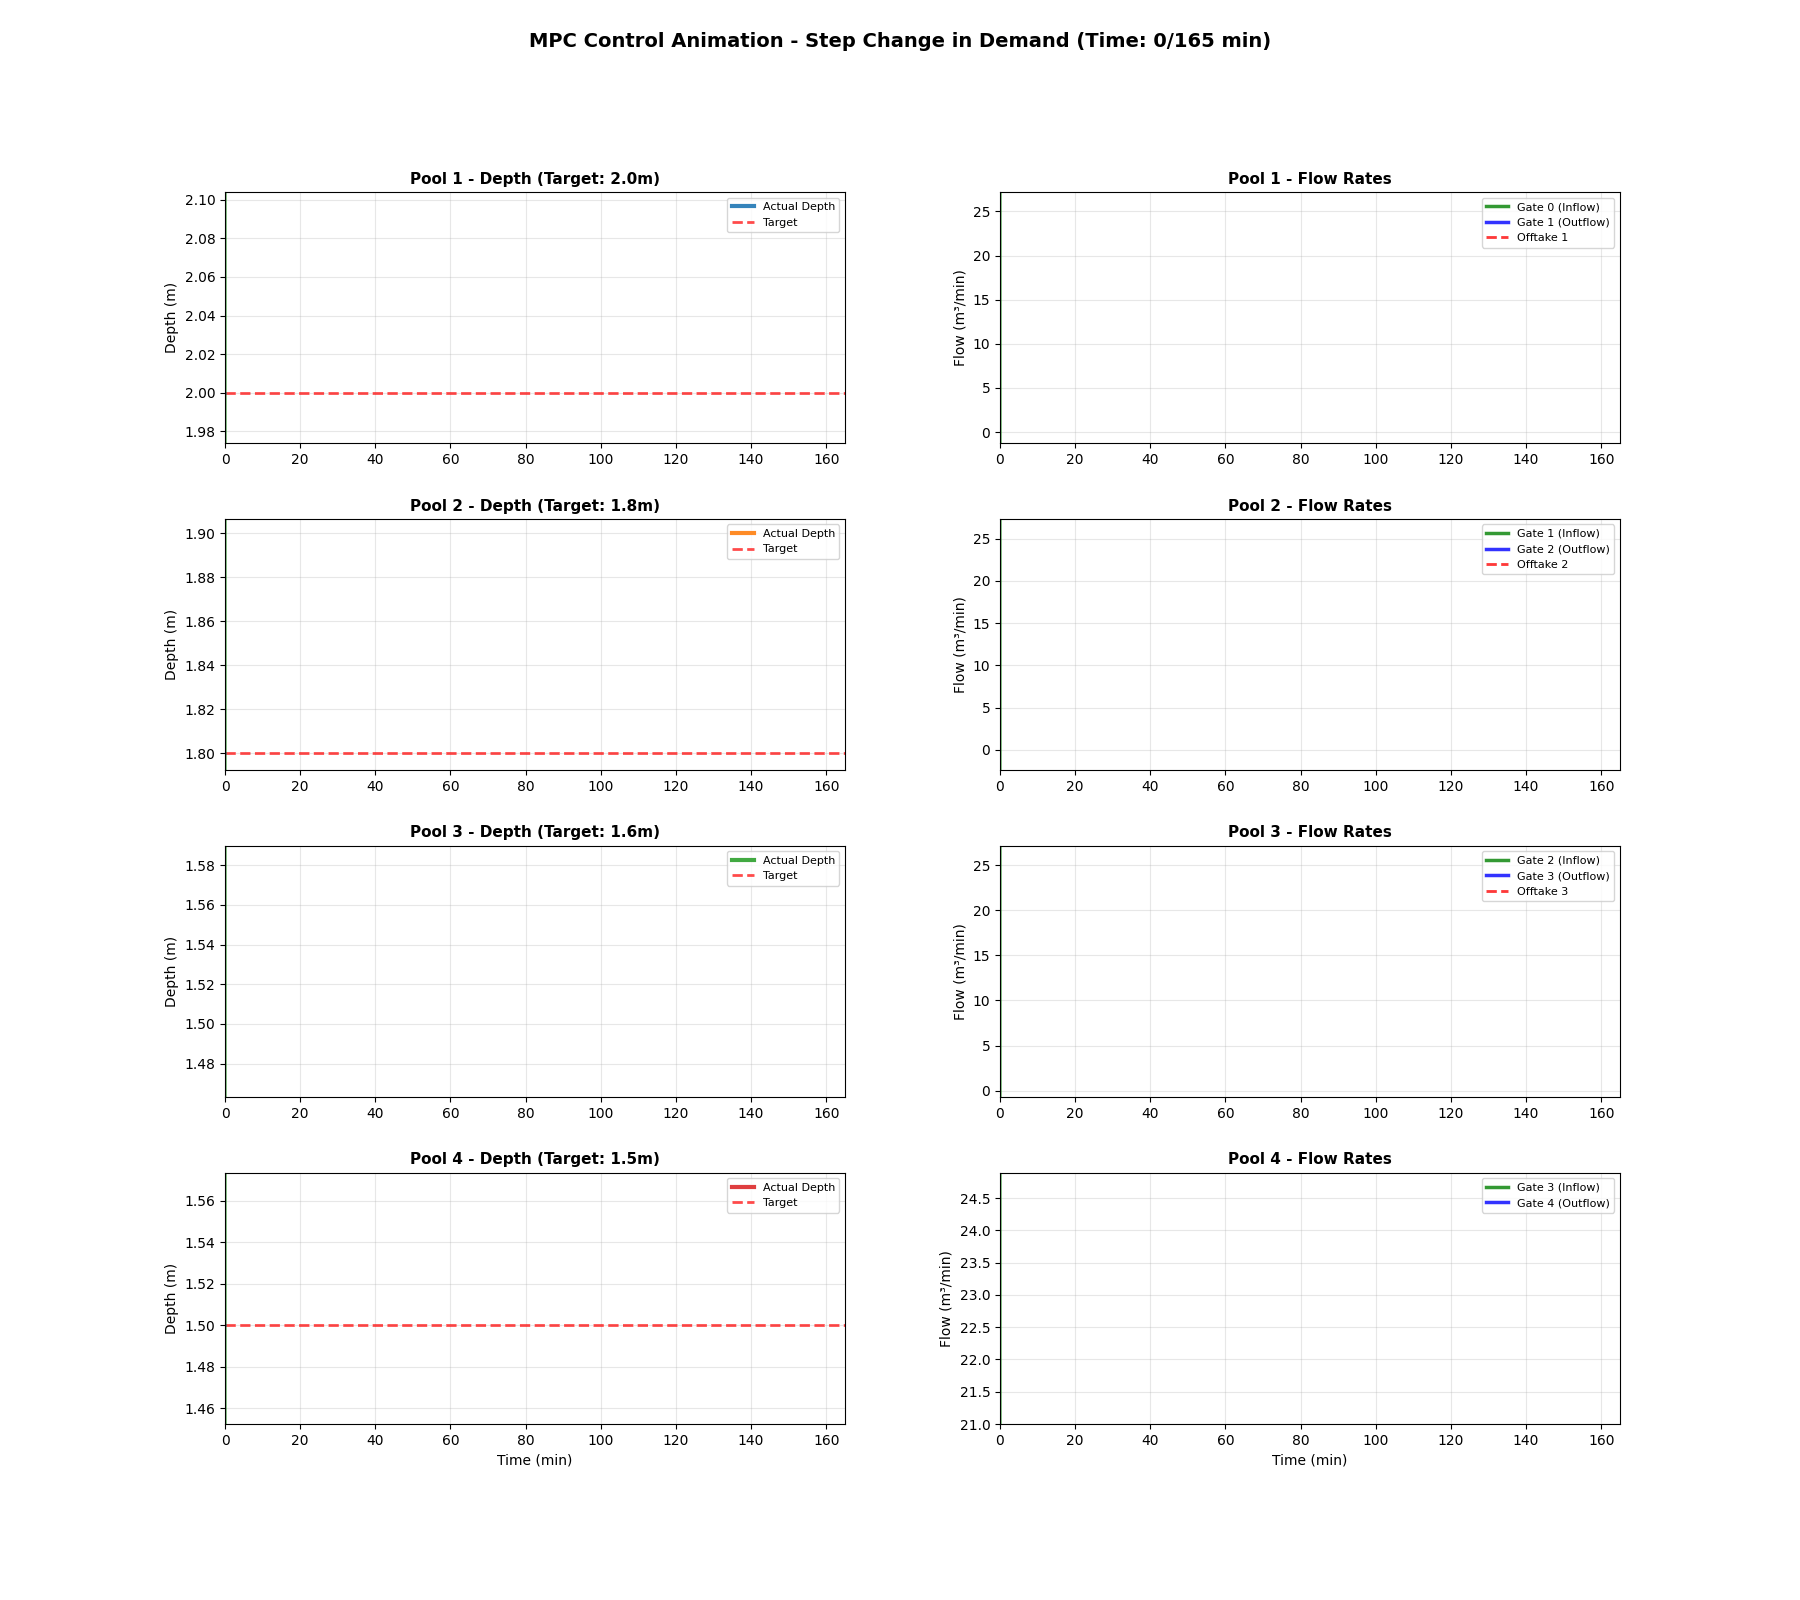 MPC Control Animation - Step Change in Demand (Time: 0/165 min)
Pool 1 - Depth (Target: 2.0m)
Depth (m)
2.10
2.08
2.06
2.04
2.02
2.00
1.98
0 20 40 60 80 100 120 140 160
Actual Depth
Target
Pool 1 - Flow Rates
Flow (m³/min)
25
20
15
10
5
0
0 20 40 60 80 100 120 140 160
Gate 0 (Inflow)
Gate 1 (Outflow)
Offtake 1
Pool 2 - Depth (Target: 1.8m)
Depth (m)
1.90
1.88
1.86
1.84
1.82
1.80
0 20 40 60 80 100 120 140 160
Actual Depth
Target
Pool 2 - Flow Rates
Flow (m³/min)
25
20
15
10
5
0
0 20 40 60 80 100 120 140 160
Gate 1 (Inflow)
Gate 2 (Outflow)
Offtake 2
Pool 3 - Depth (Target: 1.6m)
Depth (m)
1.58
1.56
1.54
1.52
1.50
1.48
0 20 40 60 80 100 120 140 160
Actual Depth
Target
Pool 3 - Flow Rates
Flow (m³/min)
25
20
15
10
5
0
0 20 40 60 80 100 120 140 160
Gate 2 (Inflow)
Gate 3 (Outflow)
Offtake 3
Pool 4 - Depth (Target: 1.5m)
Depth (m)
1.56
1.54
1.52
1.50
1.48
1.46
0 20 40 60 80 100 120 140 160
Time (min)
Actual Depth
Target
Pool 4 - Flow Rates
Flow (m³/min)
24.5
24.0
23.5
23.0
22.5
22.0
21.5
21.0
0 20 40 60 80 100 120 140 160
Time (min)
Gate 3 (Inflow)
Gate 4 (Outflow)